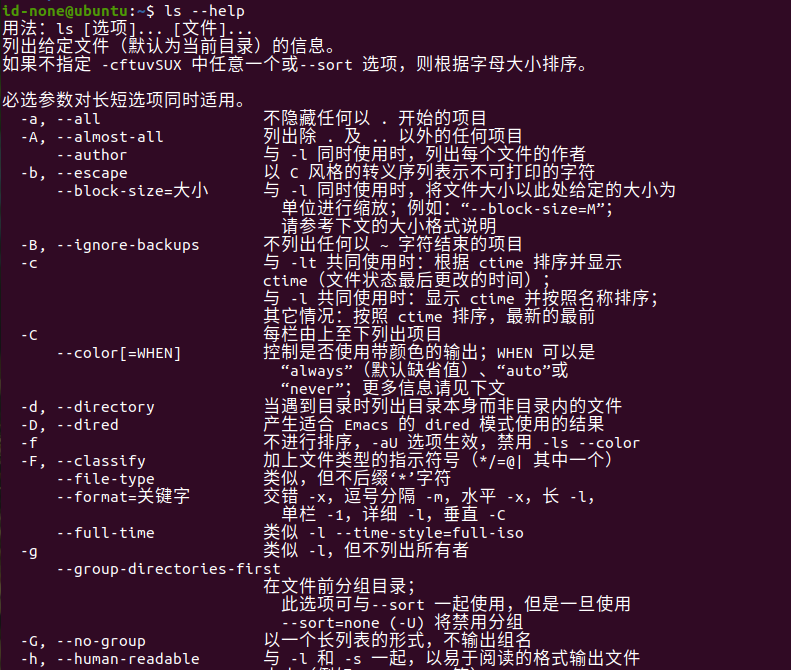 id-none@ubuntu:~$ ls --help
用法：ls [选项]... [文件]...
列出给定文件（默认为当前目录）的信息。
如果不指定 -cftuvSUX 中任意一个或--sort 选项，则根据字母大小排序。
必选参数对长短选项同时适用。
-a, --all 不隐藏任何以 . 开始的项目
-A, --almost-all 列出除 . 及 .. 以外的任何项目
--author 与 -l 同时使用时，列出每个文件的作者
-b, --escape 以 C 风格的转义序列表示不可打印的字符
--block-size=大小 与 -l 同时使用时，将文件大小以此处给定的大小为
单位进行缩放；例如：“--block-size=M”；
请参考下文的大小格式说明
-B, --ignore-backups 不列出任何以 ~ 字符结束的项目
-c 与 -lt 共同使用时：根据 ctime 排序并显示
ctime（文件状态最后更改的时间）；
与 -l 共同使用时：显示 ctime 并按照名称排序；
其它情况：按照 ctime 排序，最新的最前
-C 每栏由上至下列出项目
--color[=WHEN] 控制是否使用带颜色的输出；WHEN 可以是
“always”（默认缺省值）、“auto”或
“never”；更多信息请见下文
-d, --directory 当遇到目录时列出目录本身而非目录内的文件
-D, --dired 产生适合 Emacs 的 dired 模式使用的结果
-f 不进行排序，-aU 选项生效，禁用 -ls --color
-F, --classify 加上文件类型的指示符号（*/=@| 其中一个）
--file-type 类似，但不后缀‘*’字符
--format=关键字 交错 -x，逗号分隔 -m，水平 -x，长 -l，
单栏 -1，详细 -l，垂直 -C
--full-time 类似 -l --time-style=full-iso
-g 类似 -l，但不列出所有者
--group-directories-first
在文件前分组目录；
此选项可与--sort 一起使用，但是一旦使用
--sort=none (-U) 将禁用分组
-G, --no-group 以一个长列表的形式，不输出组名
-h, --human-readable 与 -l 和 -s 一起，以易于阅读的格式输出文件